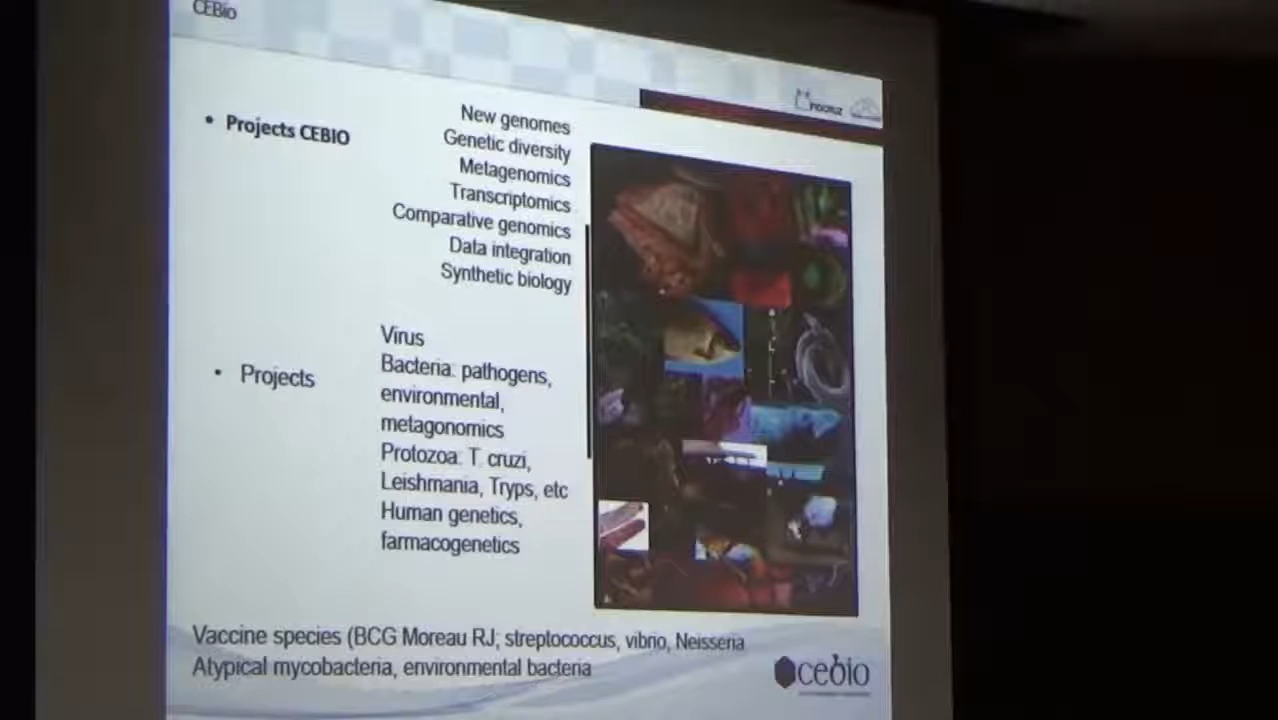 CEBio
FIOCRUZ
• Projects CEBIO
New genomes
Genetic diversity
Metagenomics
Transcriptomics
Comparative genomics
Data integration
Synthetic biology
• Projects
Virus
Bacteria: pathogens,
environmental,
metagonomics
Protozoa: T. cruzi,
Leishmania, Tryps, etc
Human genetics,
farmacogenetics
Vaccine species (BCG Moreau RJ; streptococcus, vibrio, Neisseria
Atypical mycobacteria, environmental bacteria
cebio